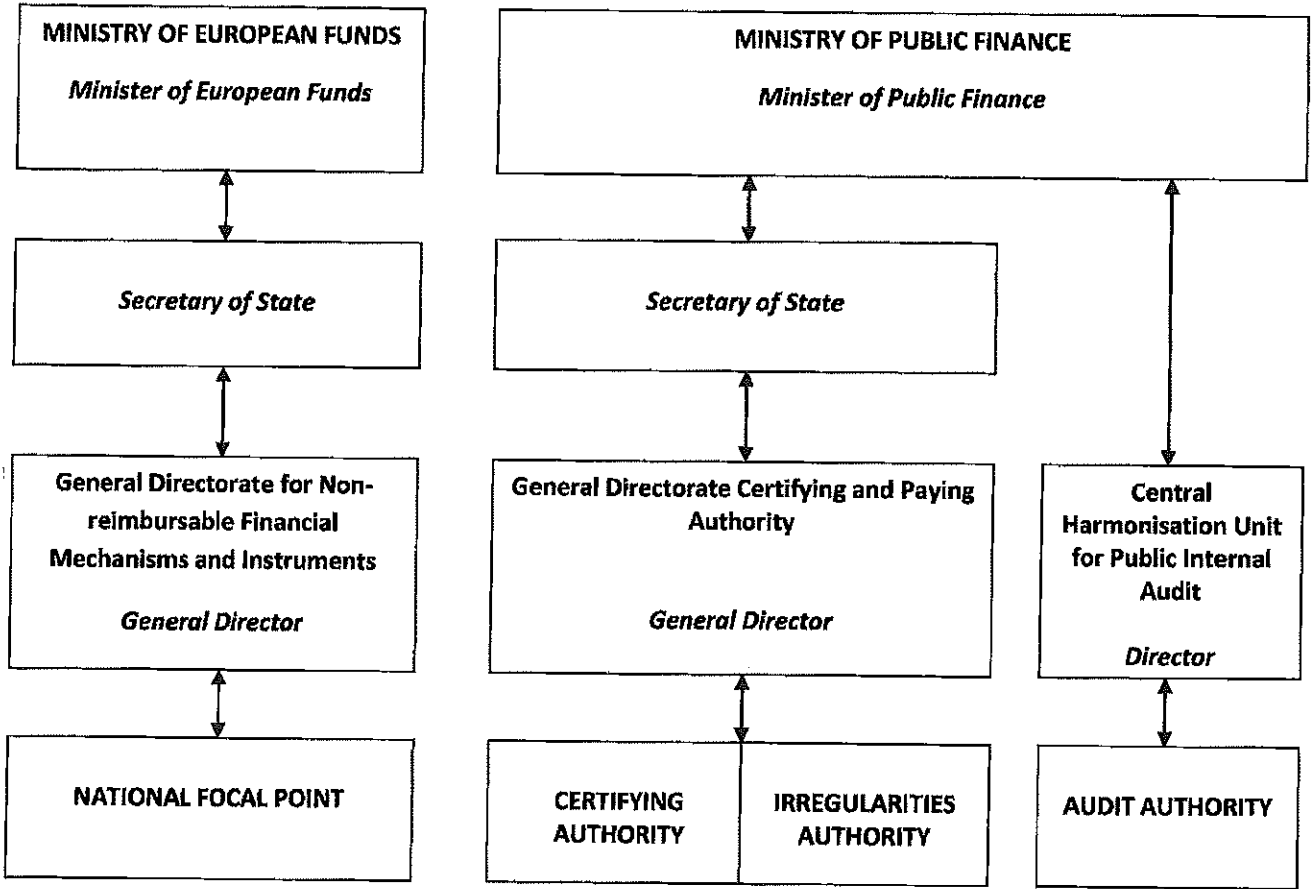 MINISTRY OF EUROPEAN FUNDS
Minister of European Funds
MINISTRY OF PUBLIC FINANCE
Minister of Public Finance
Secretary of State
Secretary of State
General Directorate for Non-
reimbursable Financial
Mechanisms and Instruments
General Director
General Directorate Certifying and Paying
Authority
General Director
Central
Harmonisation Unit
for Public Internal
Audit
Director
NATIONAL FOCAL POINT
CERTIFYING
AUTHORITY
IRREGULARITIES
AUTHORITY
AUDIT AUTHORITY